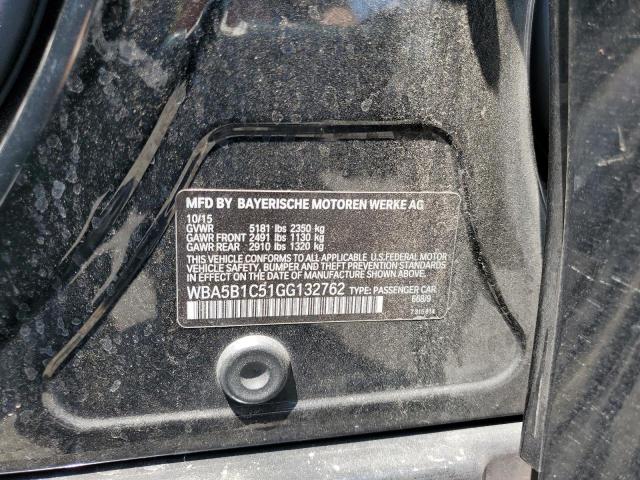 MFD BY BAYERISCHE MOTOREN WERKE AG
10/15
GVWR 5181 lbs 2350 kg
GAWR FRONT 2491 lbs 1130 kg
GAWR REAR 2910 lbs 1320 kg
THIS VEHICLE CONFORMS TO ALL APPLICABLE U.S. FEDERAL MOTOR
VEHICLE SAFETY, BUMPER AND THEFT PREVENTION STANDARDS
IN EFFECT ON THE DATE OF MANUFACTURE SHOWN ABOVE.
WBA5B1C51GG132762 TYPE: PASSENGER CAR
668/9